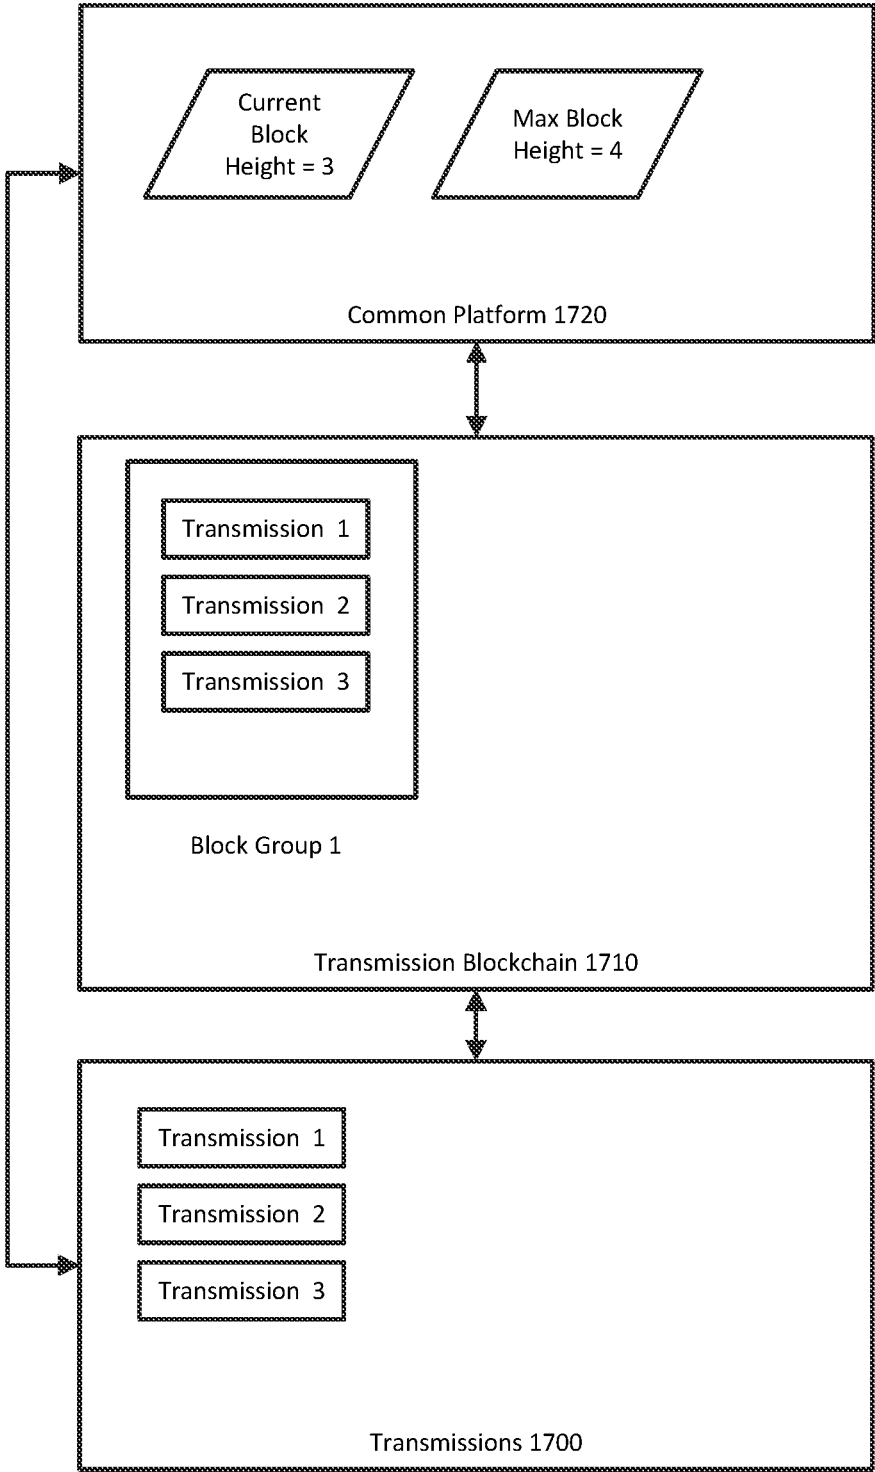 Current
Block
Height = 3
Max Block
Height = 4
Common Platform 1720
Transmission 1
Transmission 2
Transmission 3
Block Group 1
Transmission Blockchain 1710
Transmission 1
Transmission 2
Transmission 3
Transmissions 1700